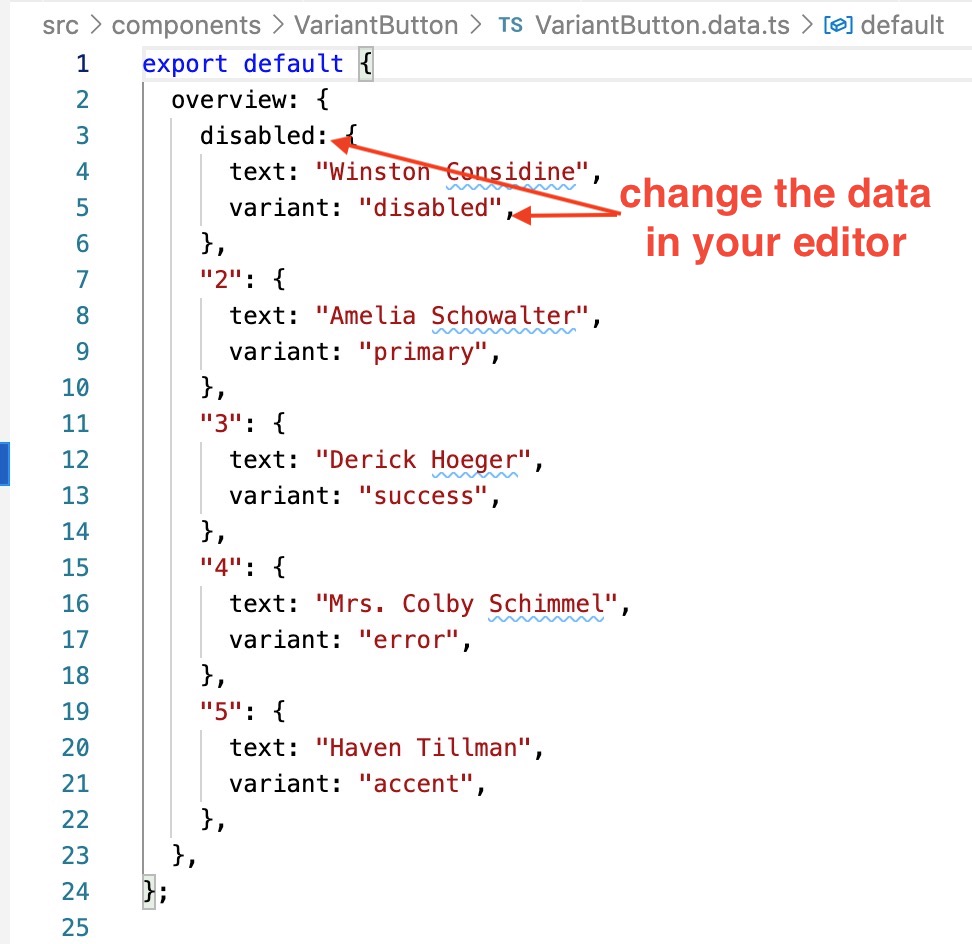 src > components > VariantButton > TS VariantButton.data.ts > default
1 export default {
2   overview: {
3     disabled: {
4       text: "Winston Considine",
5       variant: "disabled",
6     },
7     "2": {
8       text: "Amelia Schowalter",
9       variant: "primary",
10     },
11     "3": {
12       text: "Derick Hoeger",
13       variant: "success",
14     },
15     "4": {
16       text: "Mrs. Colby Schimmel",
17       variant: "error",
18     },
19     "5": {
20       text: "Haven Tillman",
21       variant: "accent",
22     },
23   },
24 };
25
change the data
in your editor